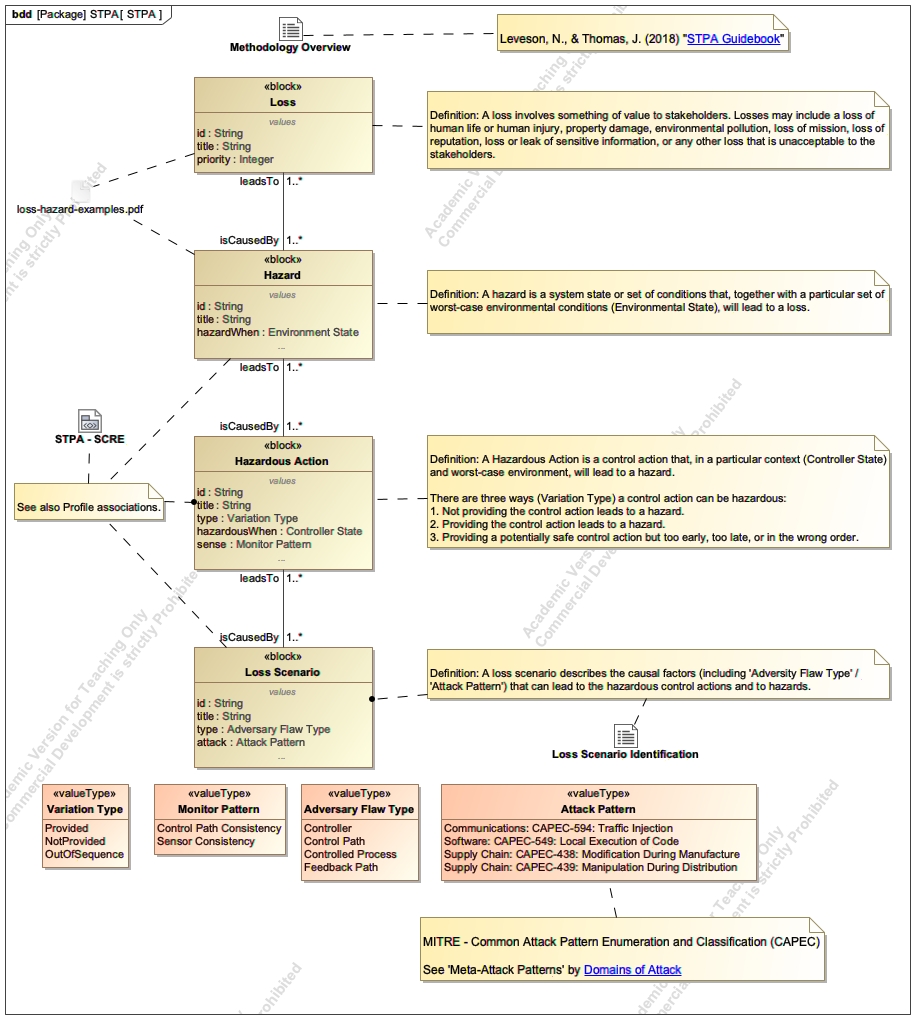 bdd [Package] STPA[ STPA ]
Methodology Overview
Leveson, N., & Thomas, J. (2018) "STPA Guidebook"
«block»
Loss
values
id : String
title : String
priority : Integer
Definition: A loss involves something of value to stakeholders. Losses may include a loss of
human life or human injury, property damage, environmental pollution, loss of mission, loss of
reputation, loss or leak of sensitive information, or any other loss that is unacceptable to the
stakeholders.
loss-hazard-examples.pdf
leadsTo 1..*
isCausedBy 1..*
«block»
Hazard
values
id : String
title : String
hazardWhen : Environment State
...
Definition: A hazard is a system state or set of conditions that, together with a particular set of
worst-case environmental conditions (Environmental State), will lead to a loss.
leadsTo 1..*
isCausedBy 1..*
STPA - SCRE
See also Profile associations.
«block»
Hazardous Action
values
id : String
title : String
type : Variation Type
hazardousWhen : Controller State
sense : Monitor Pattern
...
Definition: A Hazardous Action is a control action that, in a particular context (Controller State)
and worst-case environment, will lead to a hazard.
There are three ways (Variation Type) a control action can be hazardous:
1. Not providing the control action leads to a hazard.
2. Providing the control action leads to a hazard.
3. Providing a potentially safe control action but too early, too late, or in the wrong order.
leadsTo 1..*
isCausedBy 1..*
«block»
Loss Scenario
values
id : String
title : String
type : Adversary Flaw Type
attack : Attack Pattern
...
Definition: A loss scenario describes the causal factors (including 'Adversity Flaw Type' /
'Attack Pattern') that can lead to the hazardous control actions and to hazards.
Loss Scenario Identification
«valueType»
Variation Type
Provided
NotProvided
OutOfSequence
«valueType»
Monitor Pattern
Control Path Consistency
Sensor Consistency
«valueType»
Adversary Flaw Type
Controller
Control Path
Controlled Process
Feedback Path
«valueType»
Attack Pattern
Communications: CAPEC-594: Traffic Injection
Software: CAPEC-549: Local Execution of Code
Supply Chain: CAPEC-438: Modification During Manufacture
Supply Chain: CAPEC-439: Manipulation During Distribution
MITRE - Common Attack Pattern Enumeration and Classification (CAPEC)
See 'Meta-Attack Patterns' by Domains of Attack